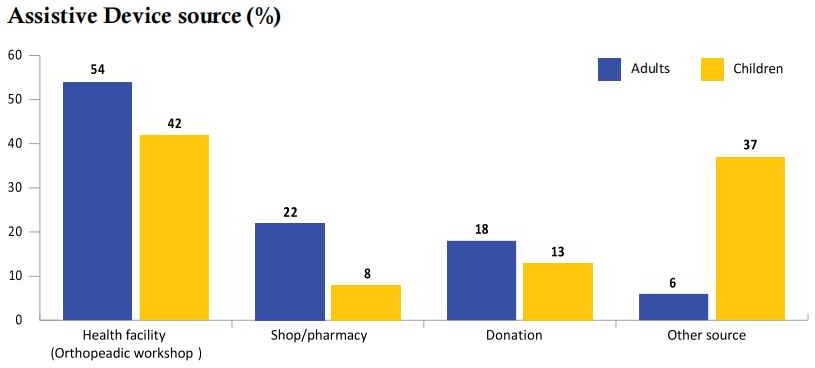 Assistive Device source (%)
60
50
40
30
20
10
0
Adults
Children
54
42
22
8
18
13
6
37
Health facility
(Orthopeadic workshop )
Shop/pharmacy
Donation
Other source